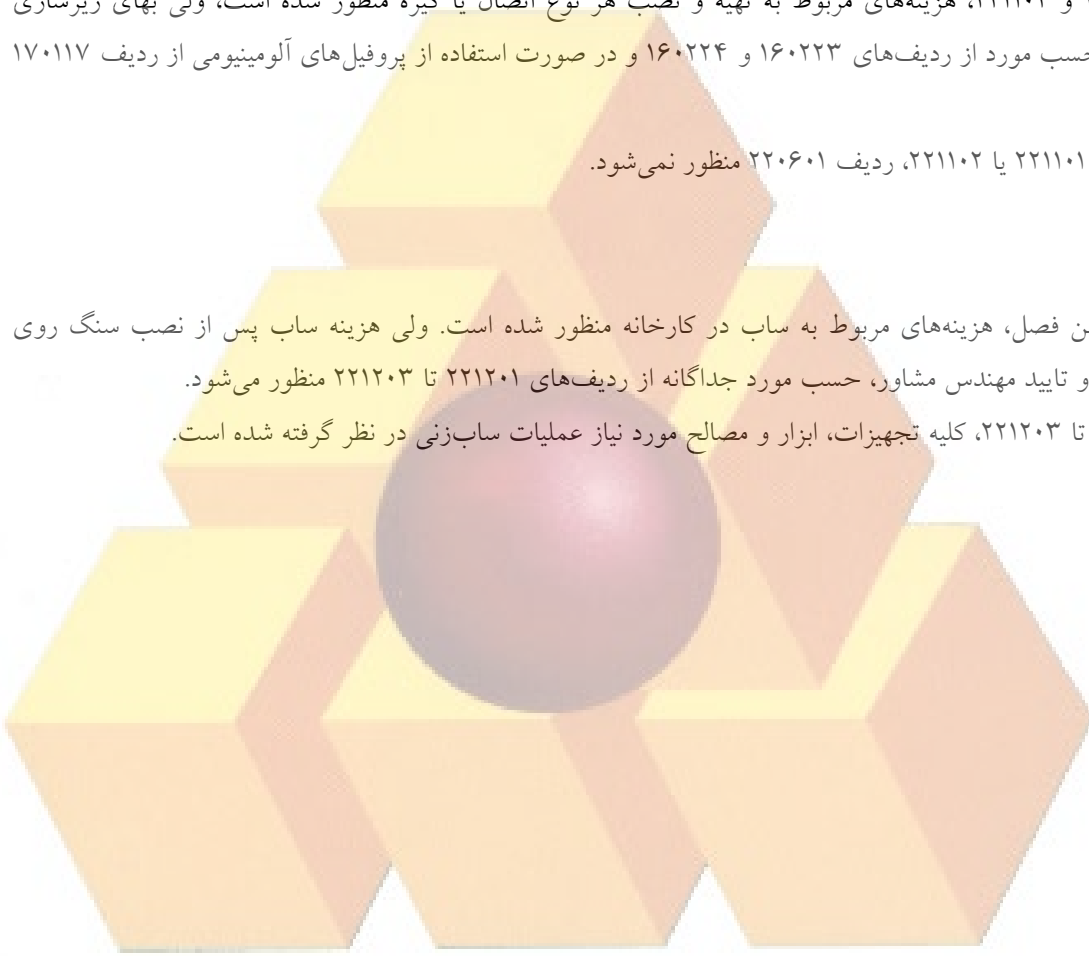 و ۲۲۱۱۰۲، هزینه‌های مربوط به تهیه و نصب هر نوع اتصال یا گیره منظور شده است، ولی بهای زیرسازی
حسب مورد از ردیف‌های ۱۶۰۲۲۳ و ۱۶۰۲۲۴ و در صورت استفاده از پروفیل‌های آلومینیومی از ردیف ۱۷۰۱۱۷
۲۲۱۱۰۱ یا ۲۲۱۱۰۲، ردیف ۲۲۰۶۰۱ منظور نمی‌شود.
ن فصل، هزینه‌های مربوط به ساب در کارخانه منظور شده است. ولی هزینه ساب پس از نصب سنگ روی
و تایید مهندس مشاور، حسب مورد جداگانه از ردیف‌های ۲۲۱۲۰۱ تا ۲۲۱۲۰۳ منظور می‌شود.
تا ۲۲۱۲۰۳، کلیه تجهیزات، ابزار و مصالح مورد نیاز عملیات ساب‌زنی در نظر گرفته شده است.